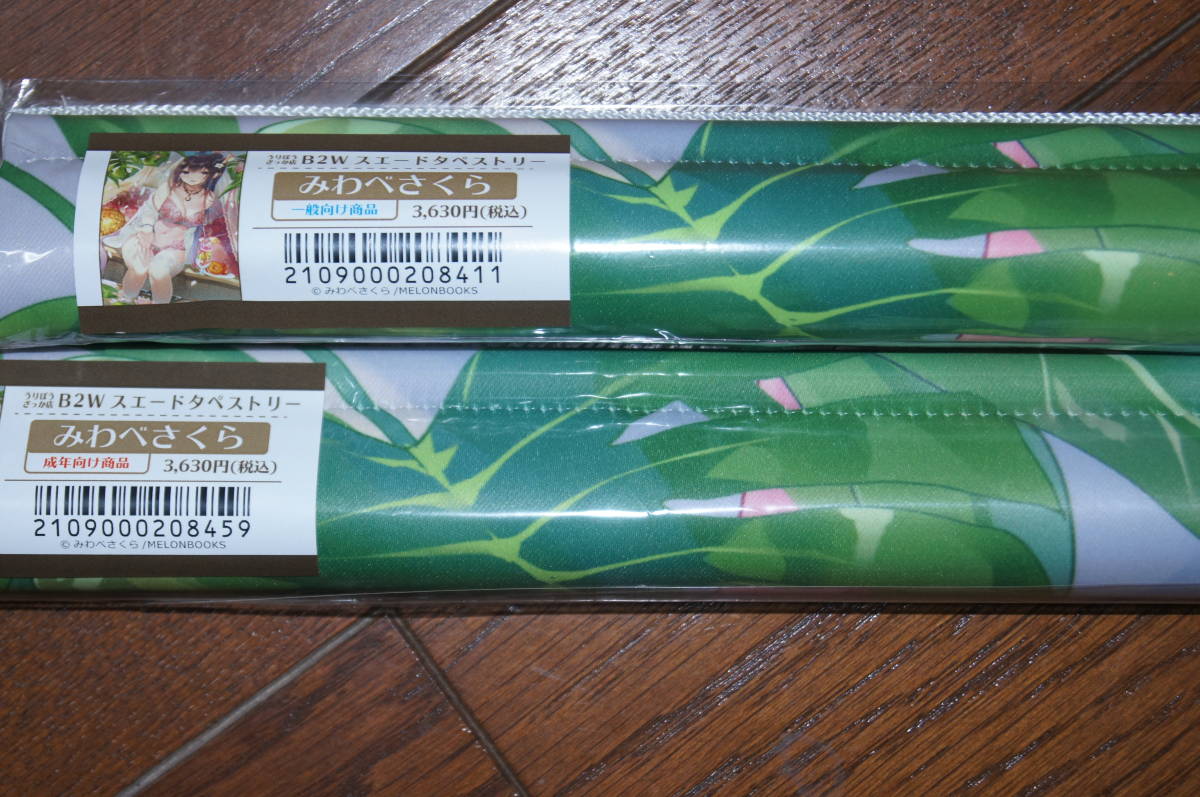 うりぼう
ざっか店 B2W スエードタペストリー
みわべさくら
一般向け商品 3,630円(税込)
2109000208411
©みわべさくら/MELONBOOKS
うりぼう
ざっか店 B2W スエードタペストリー
みわべさくら
成年向け商品 3,630円(税込)
2109000208459
©みわべさくら/MELONBOOKS